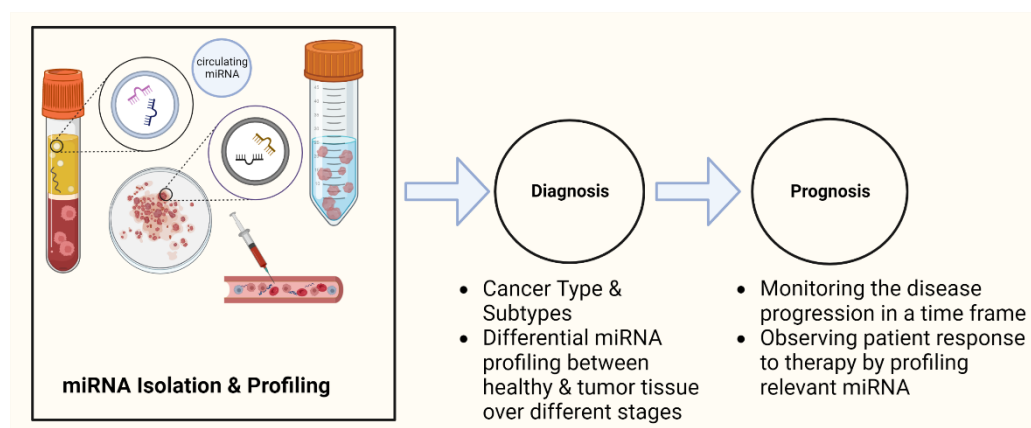 circulating
miRNA
miRNA Isolation & Profiling
Diagnosis
• Cancer Type &
Subtypes
• Differential miRNA
profiling between
healthy & tumor tissue
over different stages
Prognosis
• Monitoring the disease
progression in a time frame
• Observing patient response
to therapy by profiling
relevant miRNA